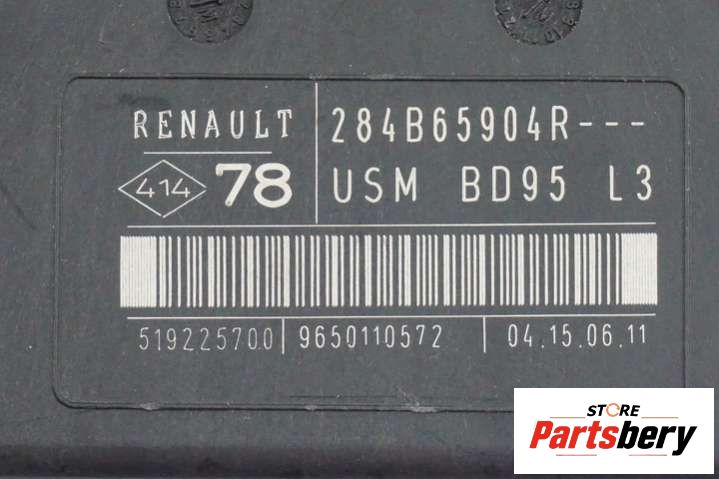 RENAULT
284B65904R---
414 78
USM BD95 L3
519225700
9650110572
04.15.06.11
STORE
Partsbery